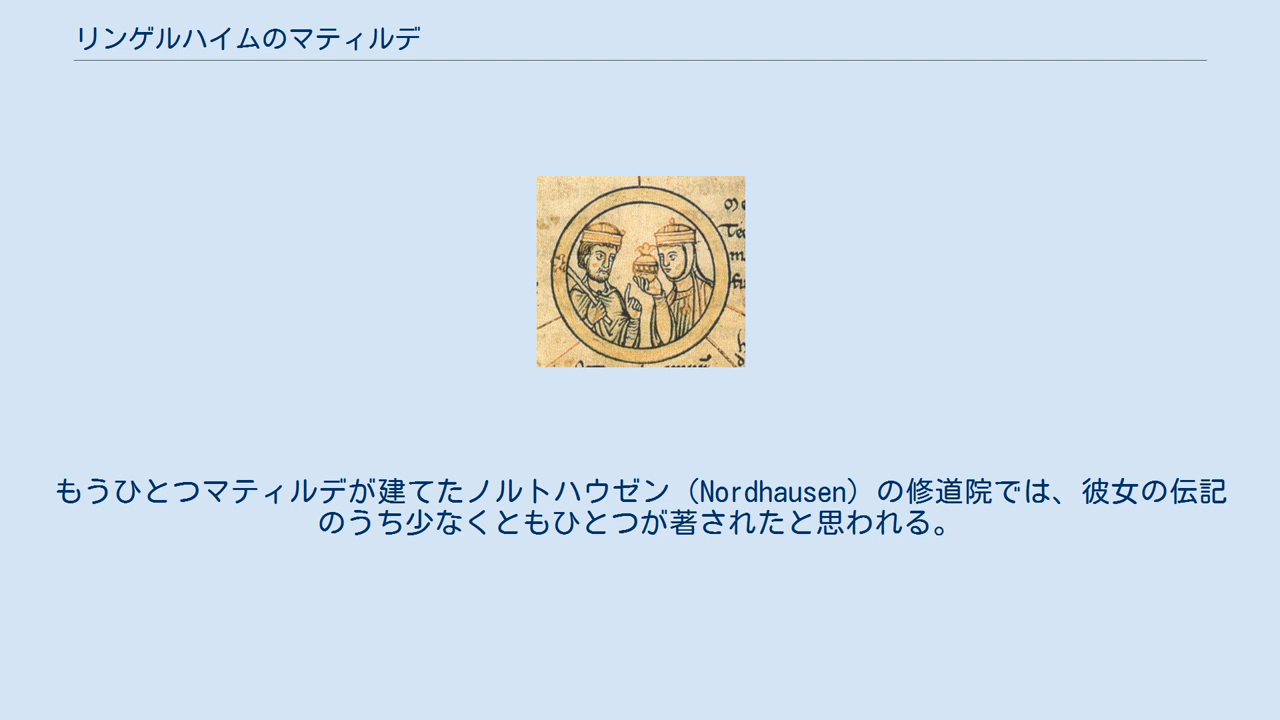 リンゲルハイムのマティルデ
もうひとつマティルデが建てたノルトハウゼン（Nordhausen）の修道院では、彼女の伝記
のうち少なくともひとつが著されたと思われる。